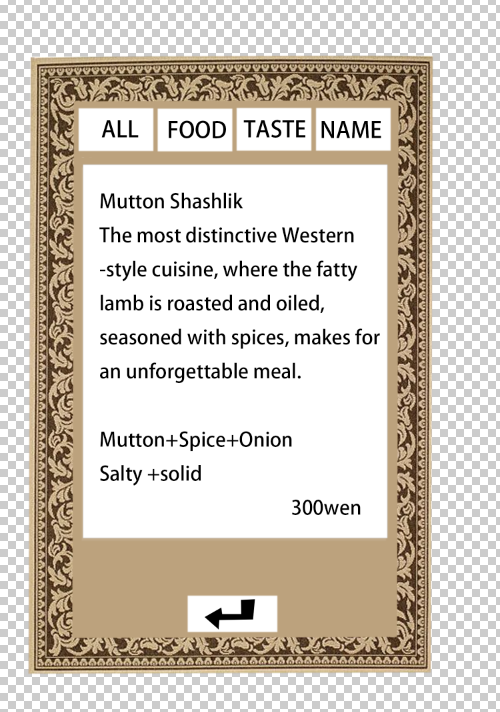 ALL FOOD TASTE NAME
Mutton Shashlik
The most distinctive Western
-style cuisine, where the fatty
lamb is roasted and oiled,
seasoned with spices, makes for
an unforgettable meal.
Mutton+Spice+Onion
Salty +solid
300wen